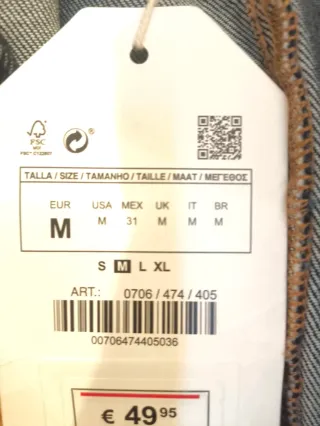 FSC
®
TALLA / SIZE / TAMANHO / TAILLE / MAAT / ΜΕΓΕΘΟΣ
EUR USA MEX UK IT BR
M M 31 M M M
S M L XL
ART.: 0706 / 474 / 405
00706474405036
€ 49 95